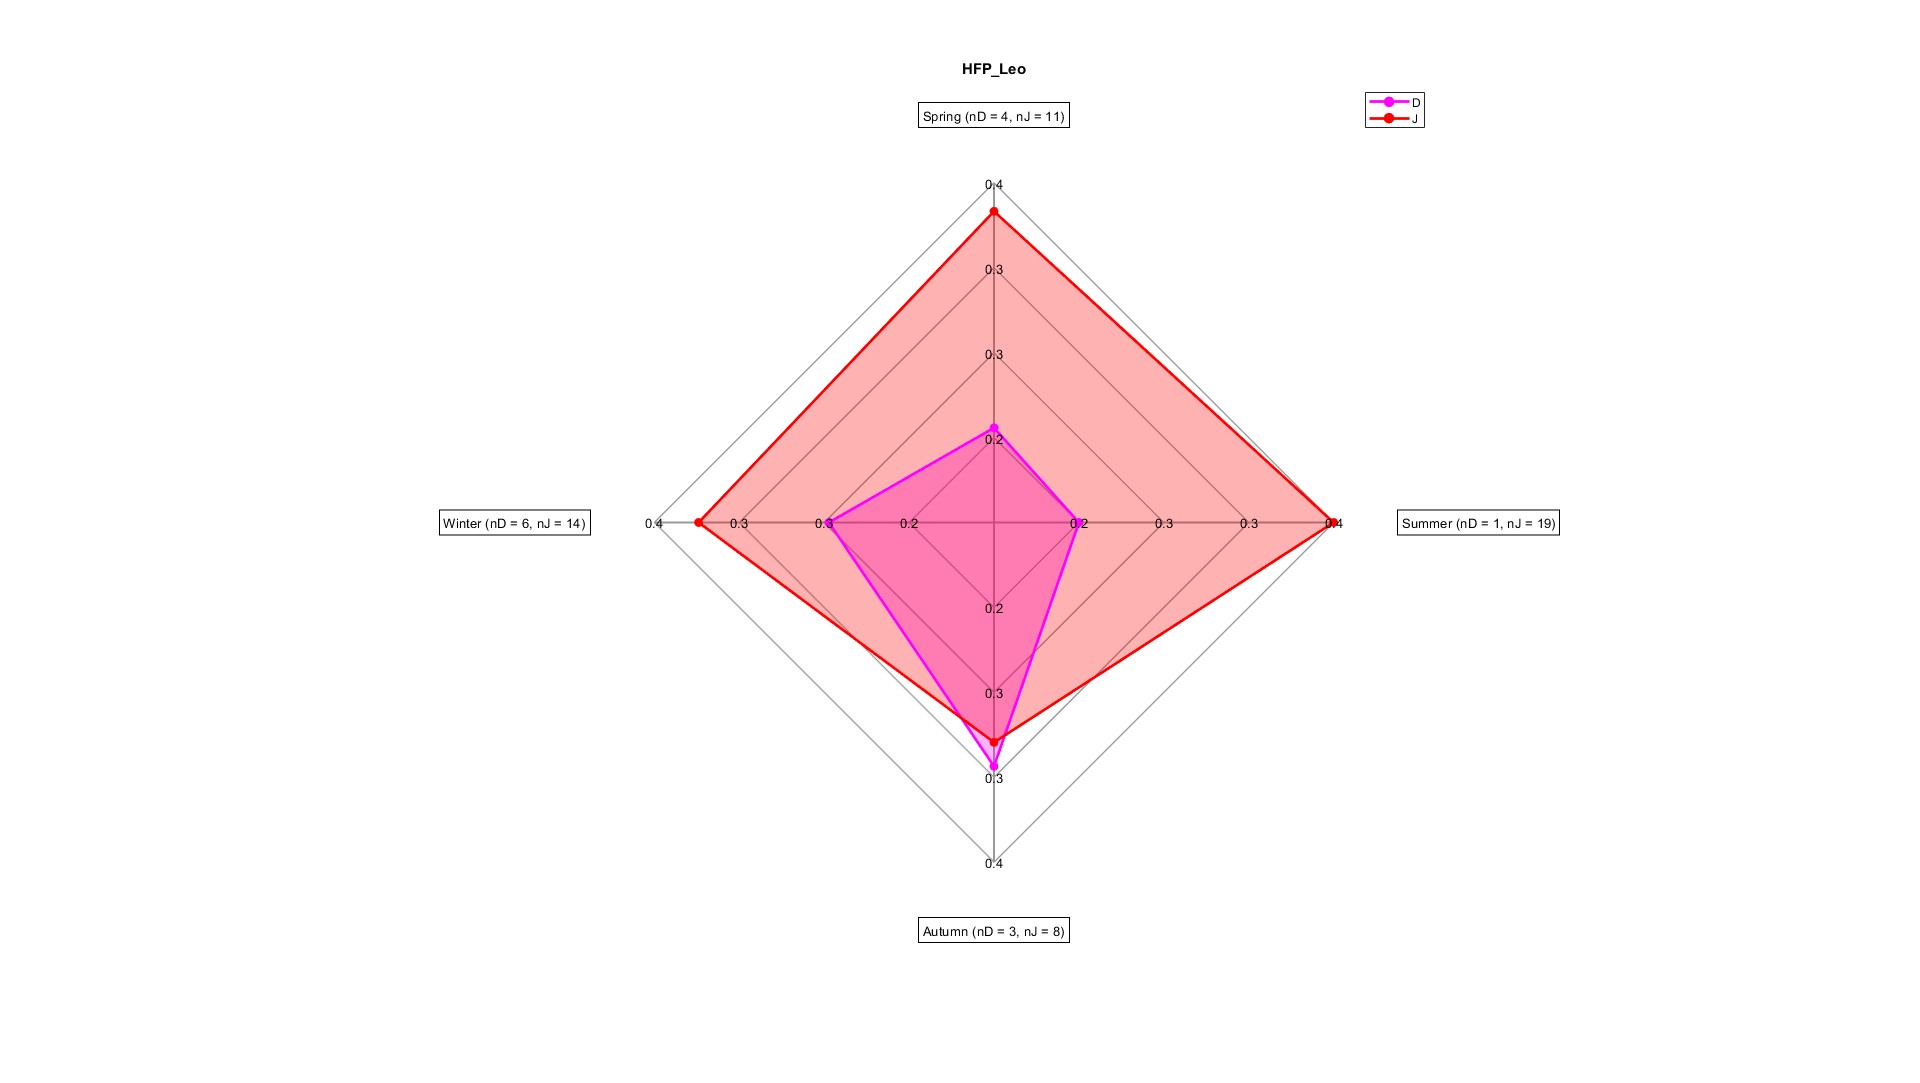 HFP_Leo
Spring (nD = 4, nJ = 11)
D
J
0.4
0.3
0.3
0.2
Winter (nD = 6, nJ = 14)
0.4
0.3
0.3
0.2
0.2
0.3
0.3
0.4
Summer (nD = 1, nJ = 19)
0.2
0.3
0.3
0.4
Autumn (nD = 3, nJ = 8)